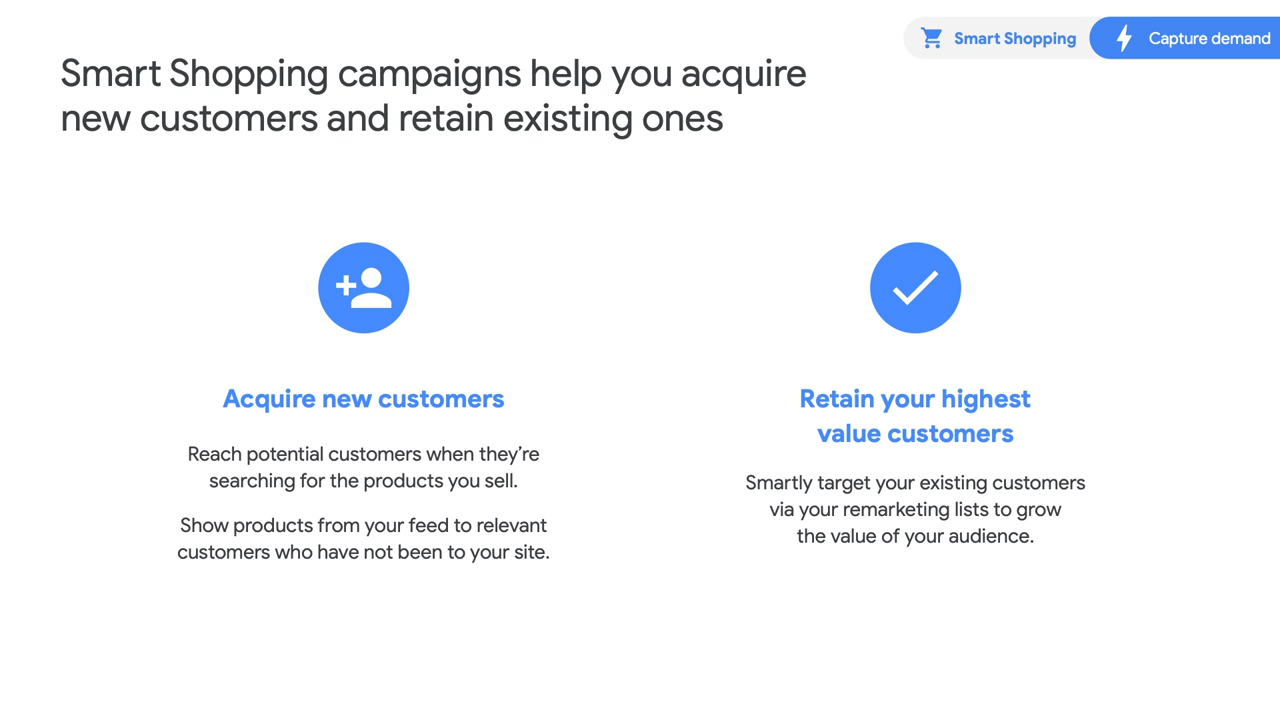 Smart Shopping
Capture demand
Smart Shopping campaigns help you acquire
new customers and retain existing ones
Acquire new customers
Reach potential customers when they’re
searching for the products you sell.
Show products from your feed to relevant
customers who have not been to your site.
Retain your highest
value customers
Smartly target your existing customers
via your remarketing lists to grow
the value of your audience.